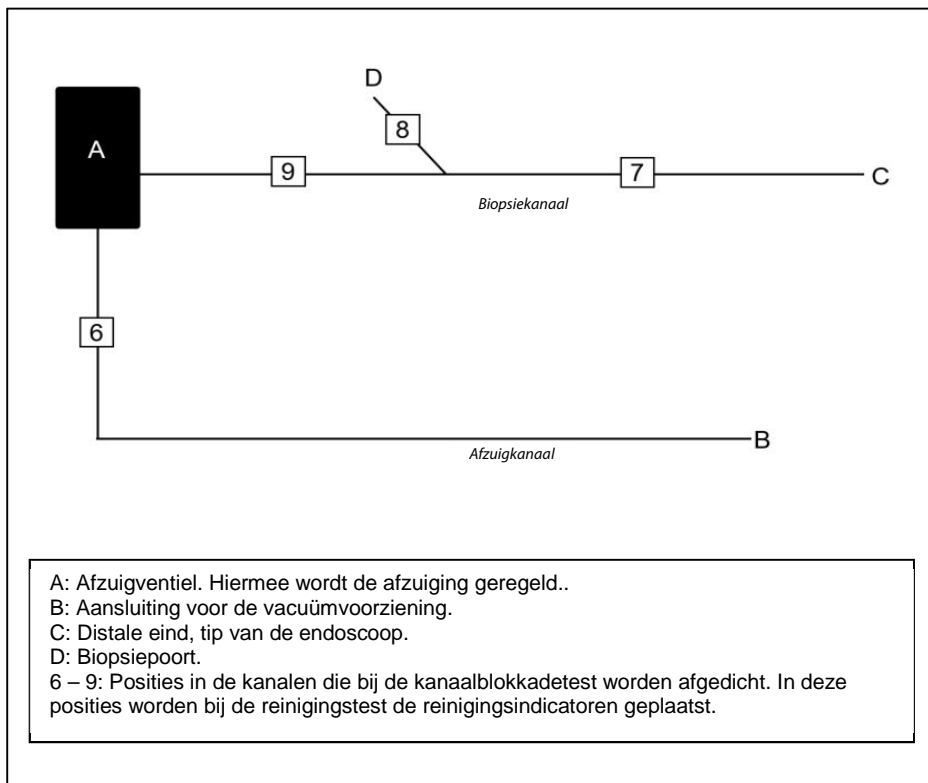 D
8
A
9
7
C
Biopsiekanaal
6
B
Afzuigkanaal
A: Afzuigventiel. Hiermee wordt de afzuiging geregeld..
B: Aansluiting voor de vacuümvoorziening.
C: Distale eind, tip van de endoscoop.
D: Biopsiepoort.
6 – 9: Posities in de kanalen die bij de kanaalblokkadetest worden afgedicht. In deze
posities worden bij de reinigingstest de reinigingsindicatoren geplaatst.